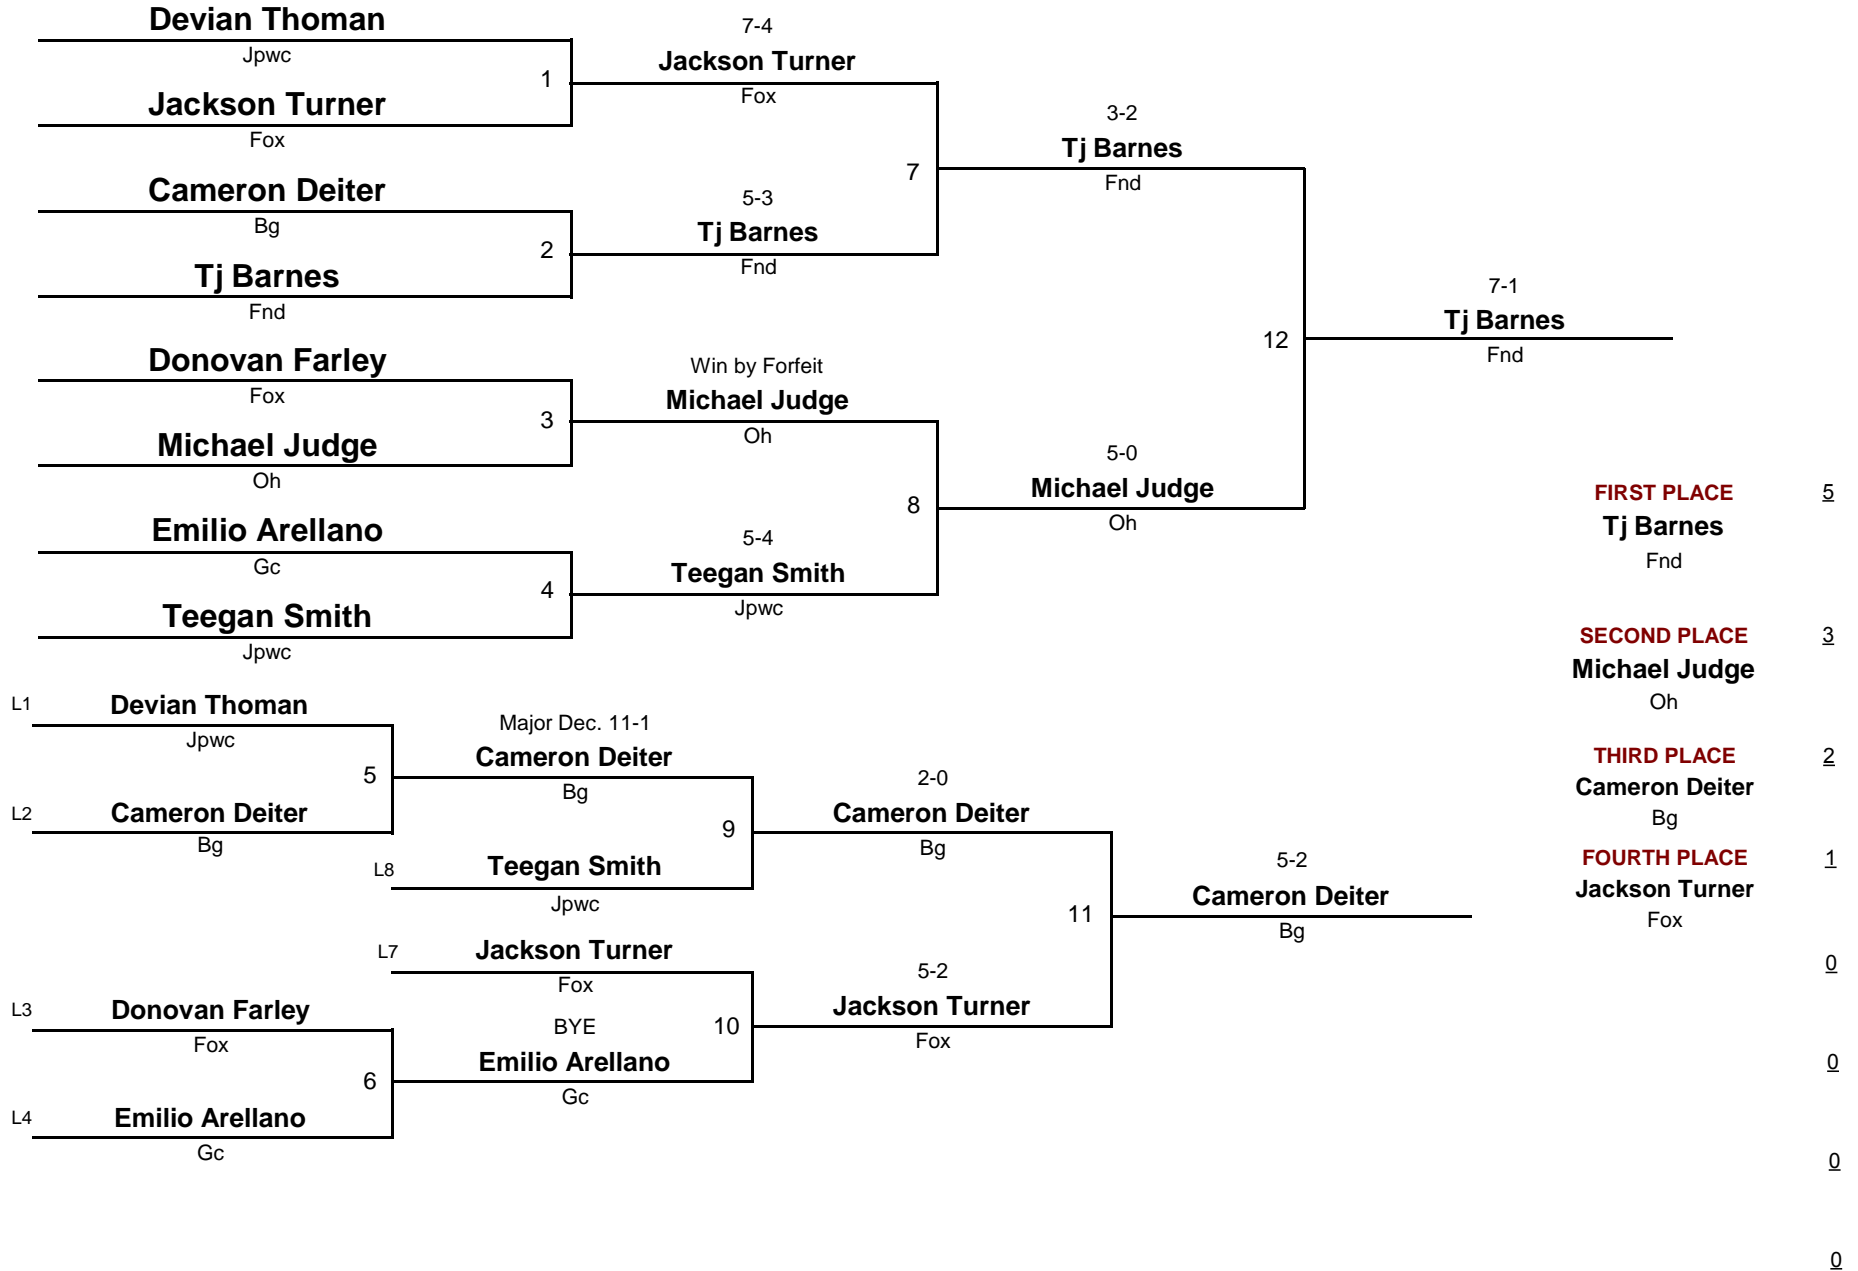 Devian Thoman
Jpwc
1
Jackson Turner
Fox
Cameron Deiter
Bg
2
Tj Barnes
Fnd
Donovan Farley
Fox
3
Michael Judge
Oh
Emilio Arellano
Gc
4
Teegan Smith
Jpwc
7-4
Jackson Turner
Fox
7
5-3
Tj Barnes
Fnd
Win by Forfeit
Michael Judge
Oh
8
5-4
Teegan Smith
Jpwc
3-2
Tj Barnes
Fnd
12
5-0
Michael Judge
Oh
7-1
Tj Barnes
Fnd
L1 Devian Thoman
Jpwc
5
L2 Cameron Deiter
Bg
L3 Donovan Farley
Fox
6
L4 Emilio Arellano
Gc
Major Dec. 11-1
Cameron Deiter
Bg
9
L8 Teegan Smith
Jpwc
L7 Jackson Turner
Fox
BYE 10
Emilio Arellano
Gc
2-0
Cameron Deiter
Bg
11
5-2
Jackson Turner
Fox
5-2
Cameron Deiter
Bg
FIRST PLACE 5
Tj Barnes
Fnd
SECOND PLACE 3
Michael Judge
Oh
THIRD PLACE 2
Cameron Deiter
Bg
FOURTH PLACE 1
Jackson Turner
Fox
0
0
0
0